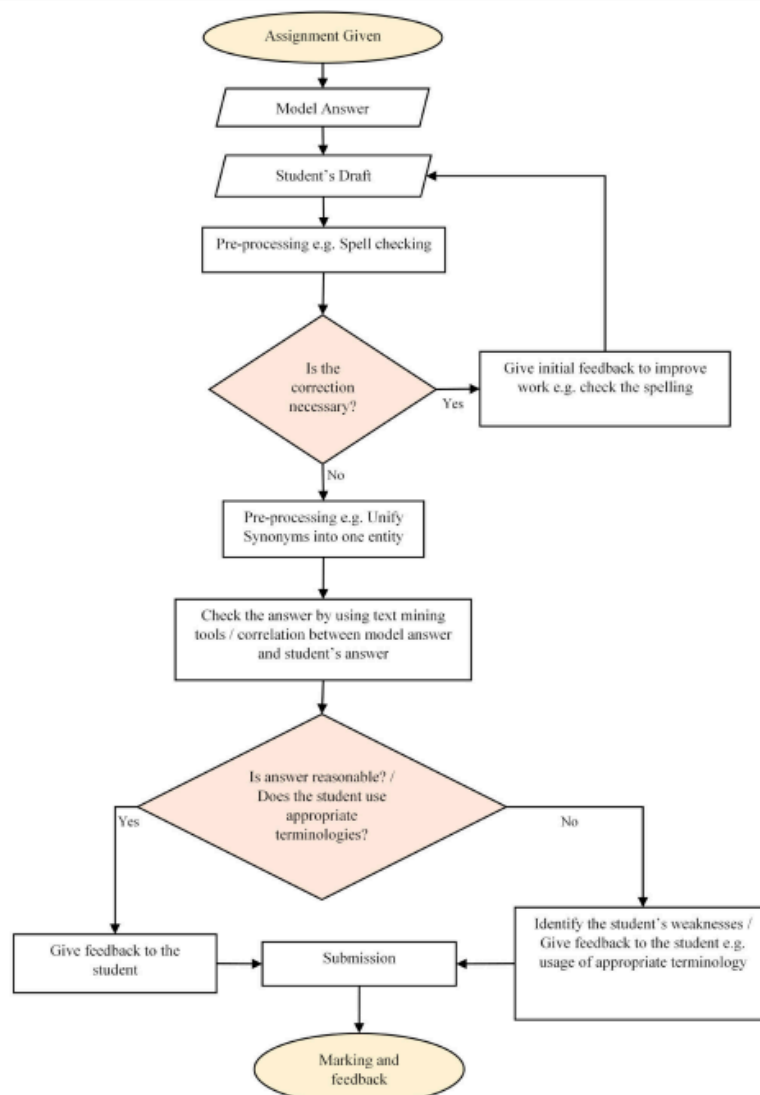 Assignment Given
Model Answer
Student's Draft
Pre-processing e.g. Spell checking
Is the
correction
necessary?
Yes
Give initial feedback to improve
work e.g. check the spelling
No
Pre-processing e.g. Unify
Synonyms into one entity
Check the answer by using text mining
tools / correlation between model answer
and student's answer
Is answer reasonable? /
Does the student use
appropriate
terminologies?
Yes
No
Give feedback to the
student
Submission
Identify the student's weaknesses /
Give feedback to the student e.g.
usage of appropriate terminology
Marking and
feedback